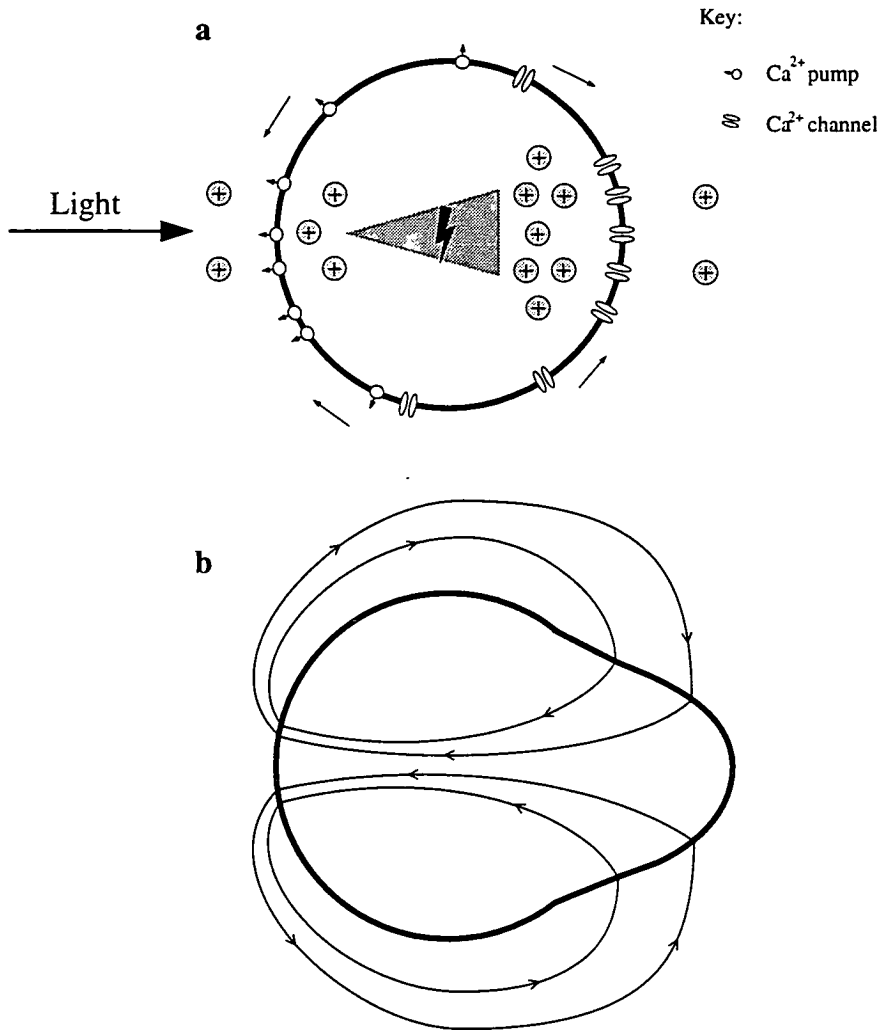 a
Key:
Ca²⁺ pump
Ca²⁺ channel
Light
+ + + + + + + + + + + + + + + +
b